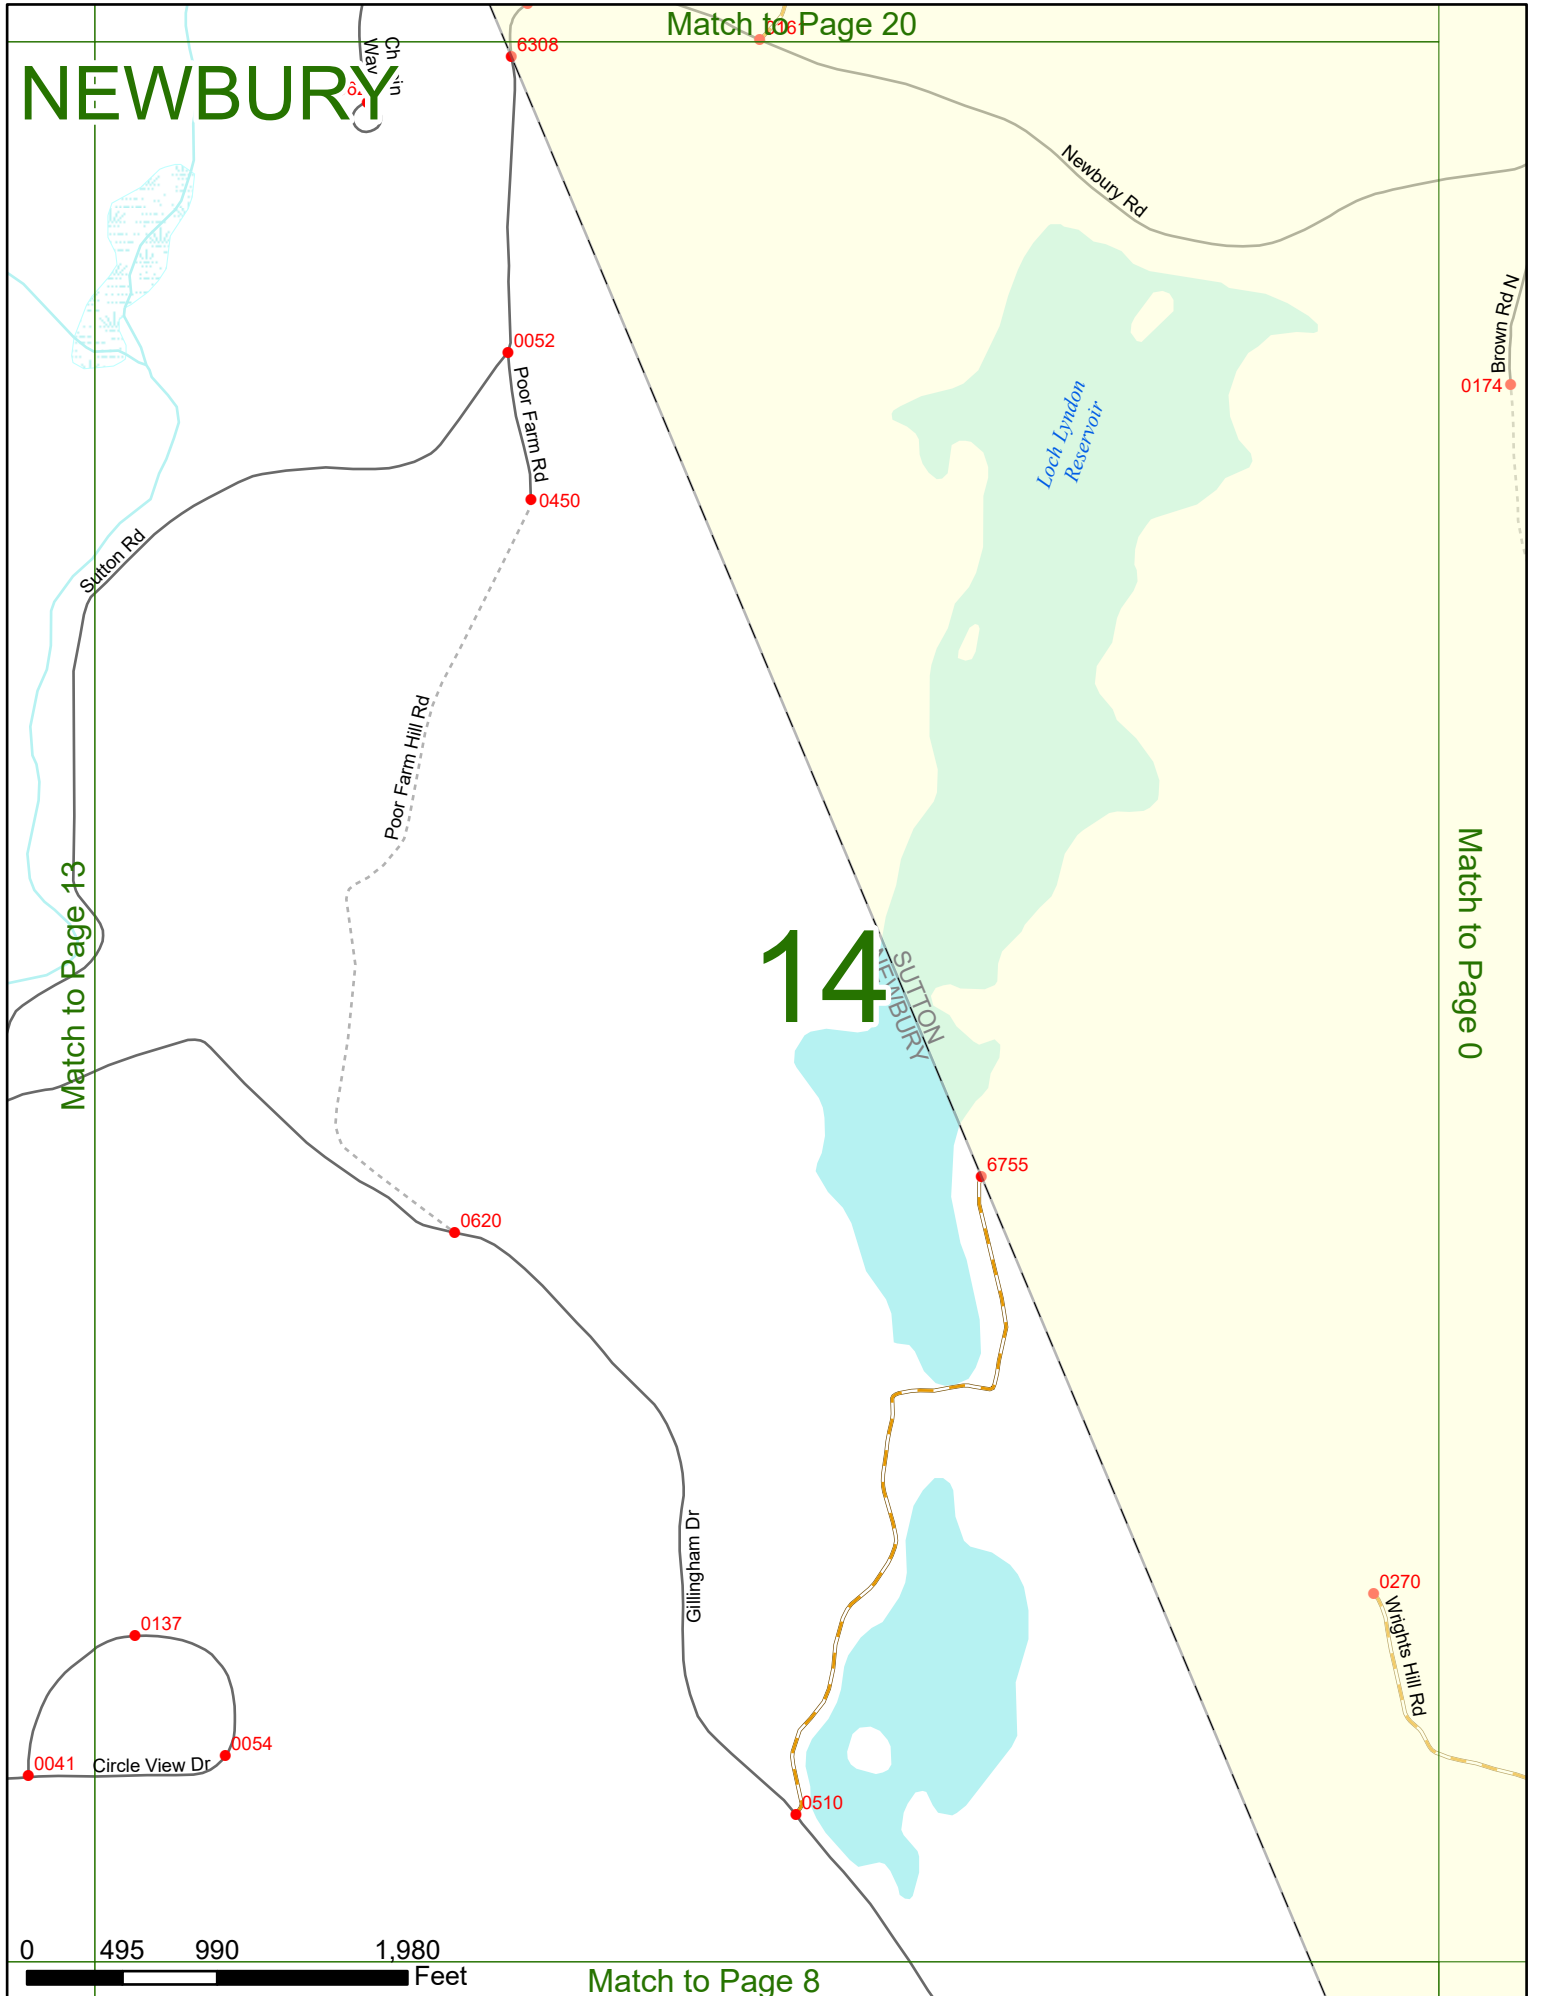 Match to Page 20
0161
6308
NEWBURY
Newbury Rd
Brown Rd N
0174
0052
Poor Farm Rd
0450
Loch Lyndon
Reservoir
Sutton Rd
Poor Farm Hill Rd
Match to Page 13
Match to Page 0
14
SUTTON
NEWBURY
6755
0620
Gillingham Dr
0270
Wrights Hill Rd
0137
0054
0041
Circle View Dr
0510
0 495 990 1,980
Feet
Match to Page 8